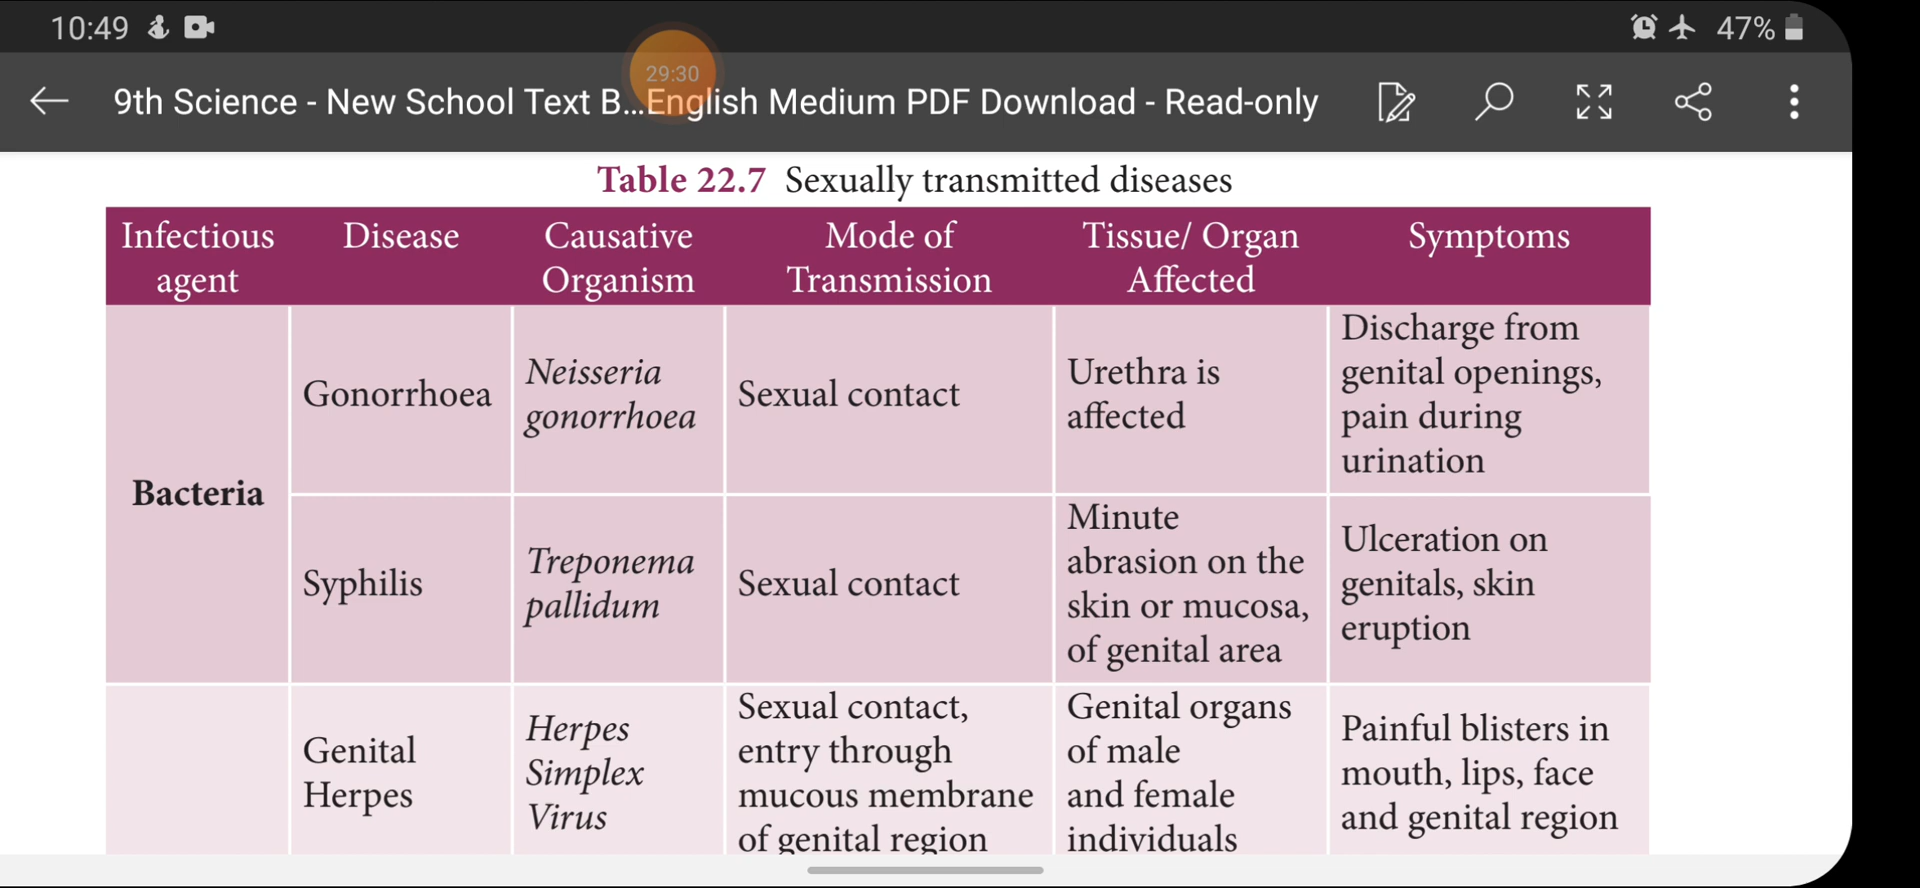 10:49
47%
29:30
9th Science - New School Text B...English Medium PDF Download - Read-only
Table 22.7 Sexually transmitted diseases
Infectious agent
Disease
Causative Organism
Mode of Transmission
Tissue/ Organ Affected
Symptoms
Bacteria
Gonorrhoea
Neisseria
gonorrhoea
Sexual contact
Urethra is
affected
Discharge from
genital openings,
pain during
urination
Syphilis
Treponema
pallidum
Sexual contact
Minute
abrasion on the
skin or mucosa,
of genital area
Ulceration on
genitals, skin
eruption
Genital
Herpes
Herpes
Simplex
Virus
Sexual contact,
entry through
mucous membrane
of genital region
Genital organs
of male
and female
individuals
Painful blisters in
mouth, lips, face
and genital region